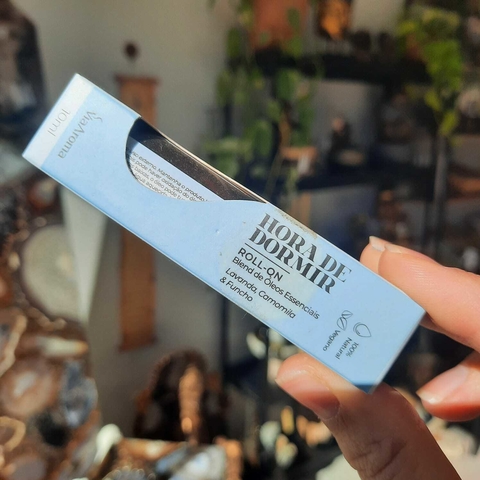 ViaAroma
10ml
HORA DE
DORMIR
ROLL-ON
Blend de Óleos Essenciais
Lavanda, Camomila
& Funcho
100%
Natural
Vegano